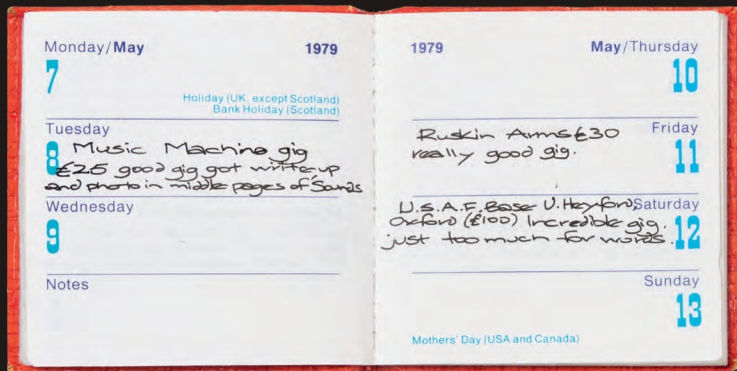 Monday/May 1979
7
Holiday (UK, except Scotland)
Bank Holiday (Scotland)
Tuesday
8 Music Machine gig
£25 good gig got write-up
and photo in middle pages of Sounds
Wednesday
9
Notes
1979 May/Thursday
10
Friday
Ruskin Arms £30
really good gig.
11
U.S.A.F. Base U. Heyford, Saturday
Oxford (£100) Incredible gig.
just too much for words. 12
Sunday
13
Mothers' Day (USA and Canada)